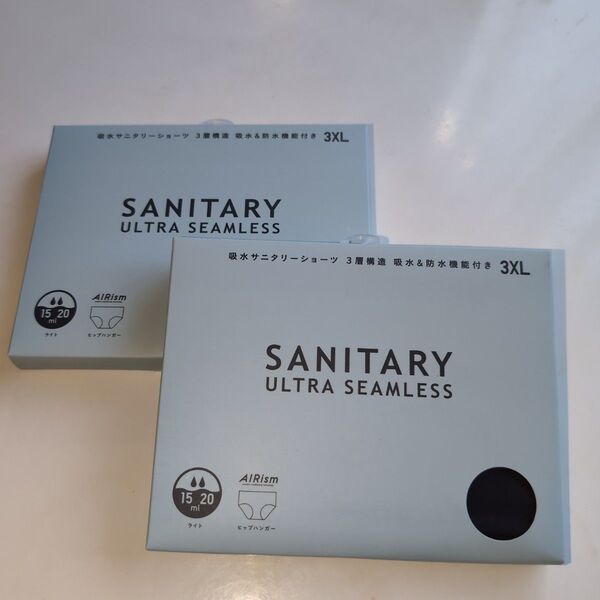 吸水サニタリーショーツ 3層構造 吸水&防水機能付き 3XL
SANITARY
ULTRA SEAMLESS
15 20
ml
ライト
AIRism
ヒップハンガー
吸水サニタリーショーツ 3層構造 吸水&防水機能付き 3XL
SANITARY
ULTRA SEAMLESS
15 20
ml
ライト
AIRism
ヒップハンガー